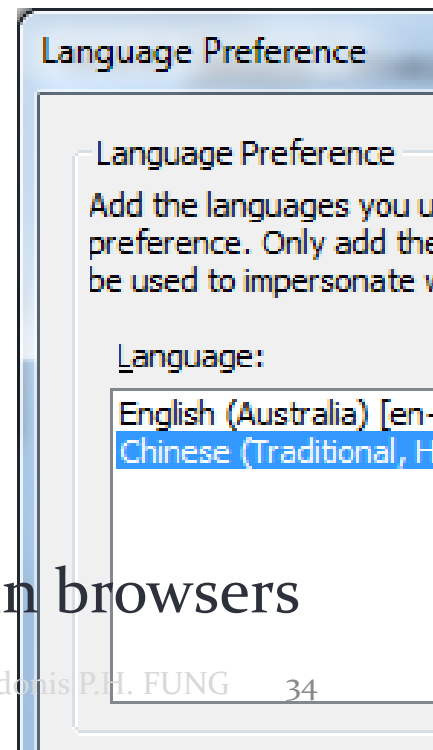 Language Preference
Language Preference
Add the languages you u
preference. Only add the
be used to impersonate w
Language:
English (Australia) [en-
Chinese (Traditional, H
n browsers
donis P.H. FUNG 34